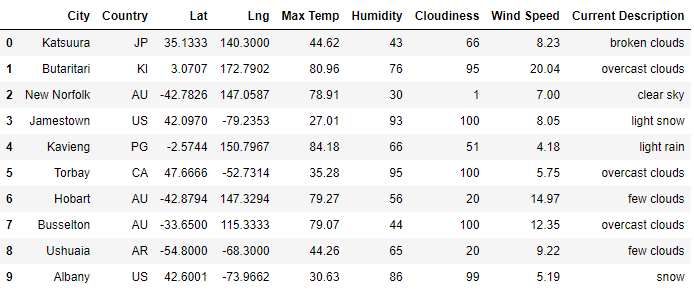 City Country Lat Lng Max Temp Humidity Cloudiness Wind Speed Current Description
0 Katsuura JP 35.1333 140.3000 44.62 43 66 8.23 broken clouds
1 Butaritari KI 3.0707 172.7902 80.96 76 95 20.04 overcast clouds
2 New Norfolk AU -42.7826 147.0587 78.91 30 1 7.00 clear sky
3 Jamestown US 42.0970 -79.2353 27.01 93 100 8.05 light snow
4 Kavieng PG -2.5744 150.7967 84.18 66 51 4.18 light rain
5 Torbay CA 47.6666 -52.7314 35.28 95 100 5.75 overcast clouds
6 Hobart AU -42.8794 147.3294 79.27 56 20 14.97 few clouds
7 Busselton AU -33.6500 115.3333 79.07 44 100 12.35 overcast clouds
8 Ushuaia AR -54.8000 -68.3000 44.26 65 20 9.22 few clouds
9 Albany US 42.6001 -73.9662 30.63 86 99 5.19 snow